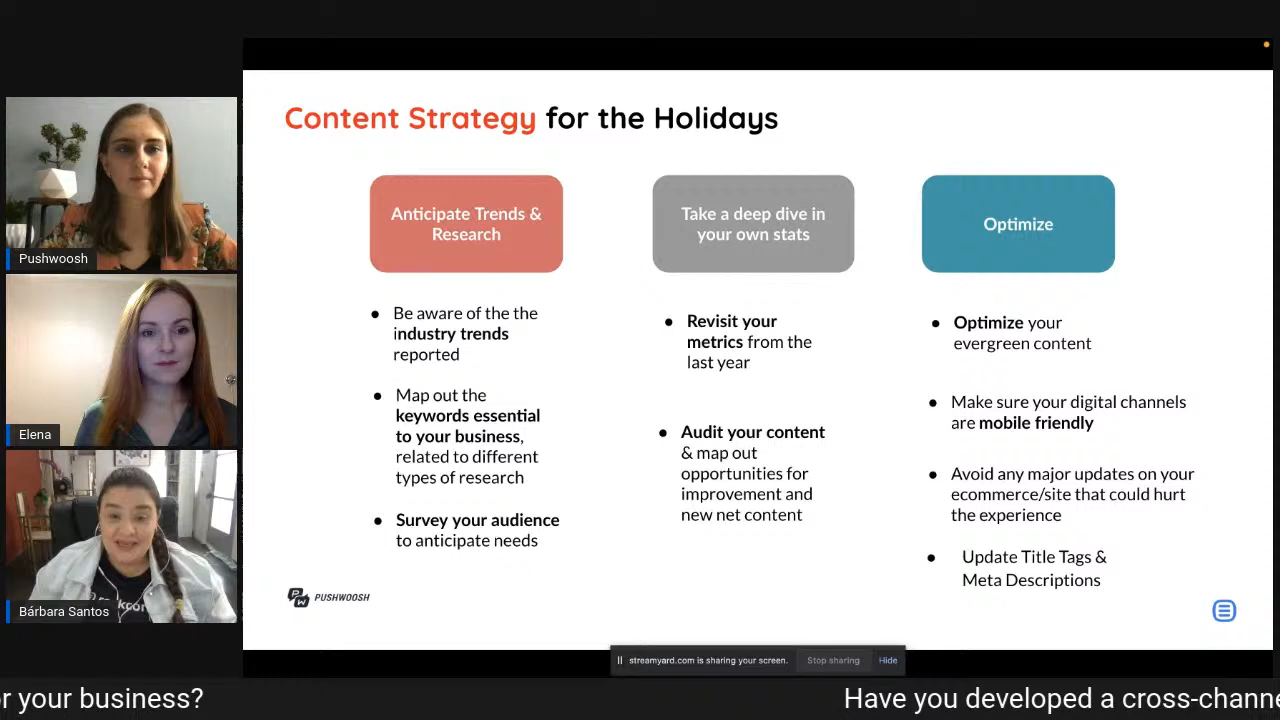 Content Strategy for the Holidays
Anticipate Trends &
Research
Take a deep dive in
your own stats
Optimize
● Be aware of the the
industry trends
reported
● Map out the
keywords essential
to your business,
related to different
types of research
● Survey your audience
to anticipate needs
● Revisit your
metrics from the
last year
● Audit your content
& map out
opportunities for
improvement and
new net content
● Optimize your
evergreen content
● Make sure your digital channels
are mobile friendly
● Avoid any major updates on your
ecommerce/site that could hurt
the experience
● Update Title Tags &
Meta Descriptions
PW PUSHWOOSH
Pushwoosh
Elena
Bárbara Santos
streamyard.com is sharing your screen.
Stop sharing
Hide
or your business?
Have you developed a cross-channe